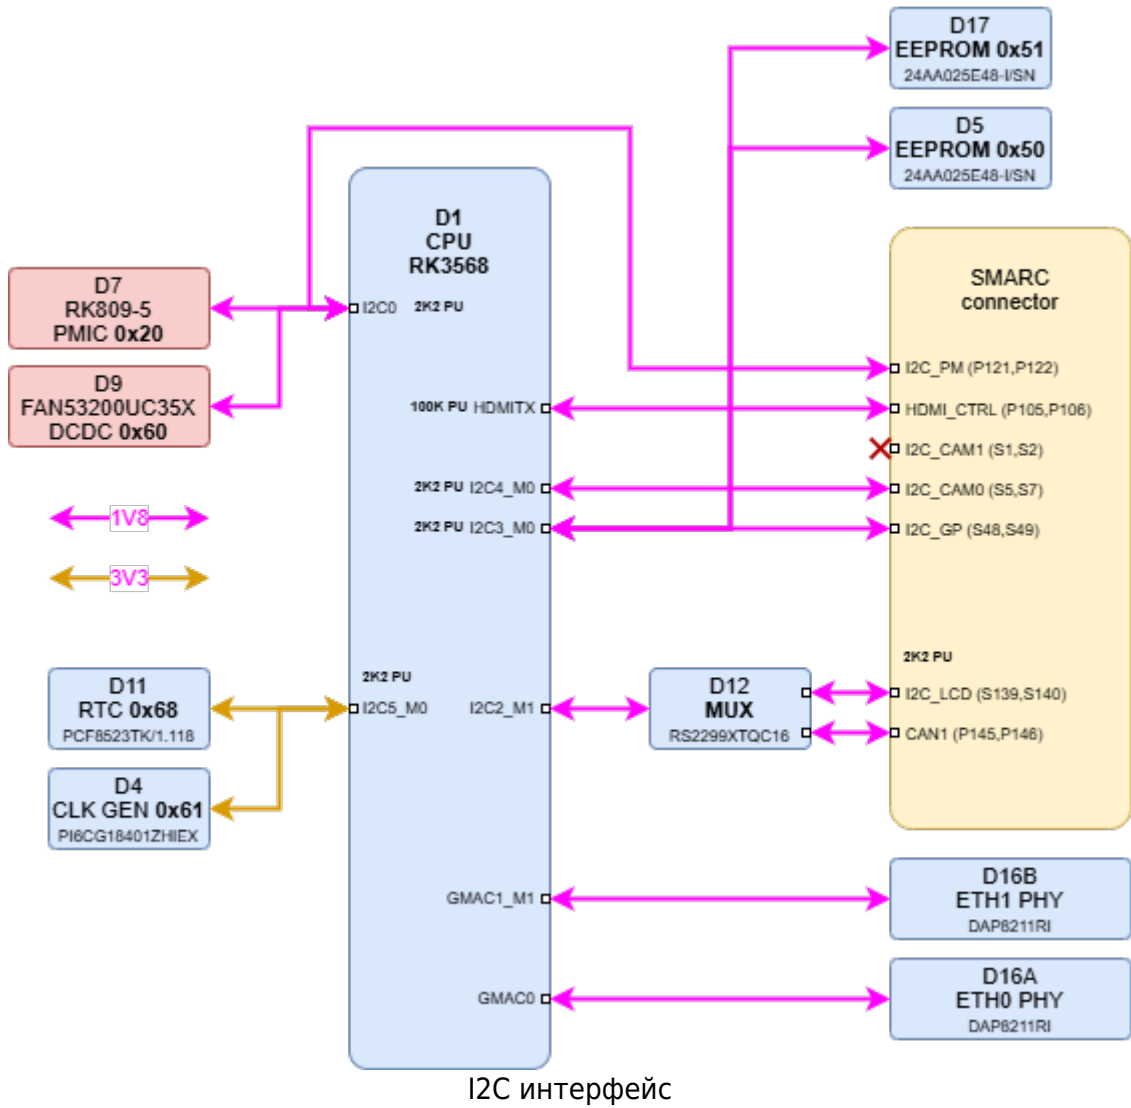 D17
EEPROM 0x51
24AA025E48-I/SN
D5
EEPROM 0x50
24AA025E48-I/SN
D1
CPU
RK3568
SMARC
connector
D7
RK809-5
PMIC 0x20
I2C0 2K2 PU
D9
FAN53200UC35X
DCDC 0x60
I2C_PM (P121,P122)
100K PU HDMITX
HDMI_CTRL (P105,P106)
I2C_CAM1 (S1,S2)
2K2 PU I2C4_M0
I2C_CAM0 (S5,S7)
2K2 PU I2C3_M0
I2C_GP (S48,S49)
1V8
3V3
2K2 PU
D11
RTC 0x68
PCF8523TK/1.118
2K2 PU
I2C5_M0
I2C2_M1
D12
MUX
RS2299XTQC16
I2C_LCD (S139,S140)
CAN1 (P145,P146)
D4
CLK GEN 0x61
PI6CG18401ZHIEX
GMAC1_M1
D16B
ETH1 PHY
DAP8211RI
GMAC0
D16A
ETH0 PHY
DAP8211RI
I2C интерфейс